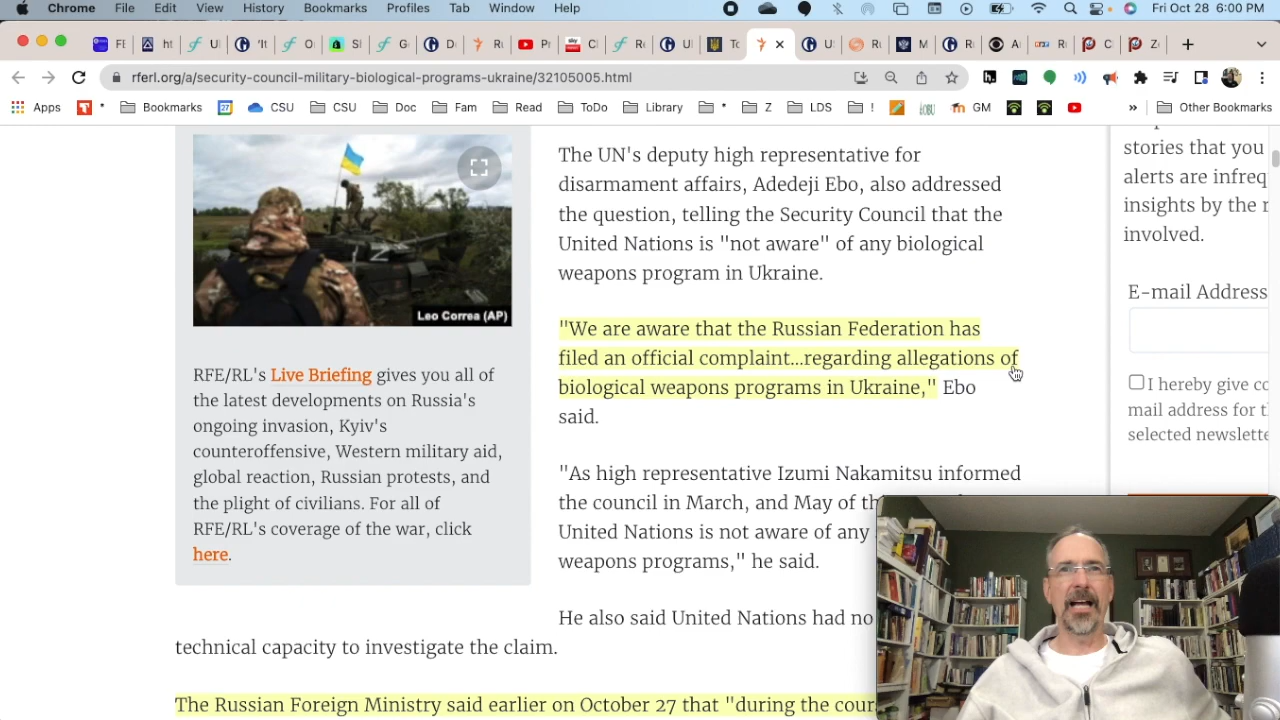 Chrome File Edit View History Bookmarks Profiles Tab Window Help Fri Oct 28 6:00 PM
rferl.org/a/security-council-military-biological-programs-ukraine/32105005.html
Apps Bookmarks 27 CSU CSU Doc Fam Read ToDo Library * Z LDS ! GM » Other Bookmarks
Leo Correa (AP)
RFE/RL's Live Briefing gives you all of
the latest developments on Russia's
ongoing invasion, Kyiv's
counteroffensive, Western military aid,
global reaction, Russian protests, and
the plight of civilians. For all of
RFE/RL's coverage of the war, click
here.
The UN's deputy high representative for
disarmament affairs, Adedeji Ebo, also addressed
the question, telling the Security Council that the
United Nations is "not aware" of any biological
weapons program in Ukraine.
"We are aware that the Russian Federation has
filed an official complaint...regarding allegations of
biological weapons programs in Ukraine," Ebo
said.
"As high representative Izumi Nakamitsu informed
the council in March, and May of
United Nations is not aware of any
weapons programs," he said.
He also said United Nations had no
technical capacity to investigate the claim.
The Russian Foreign Ministry said earlier on October 27 that "during the
stories that you
alerts are
insights by the
involved.
E-mail Address
I hereby give
mail address for
selected